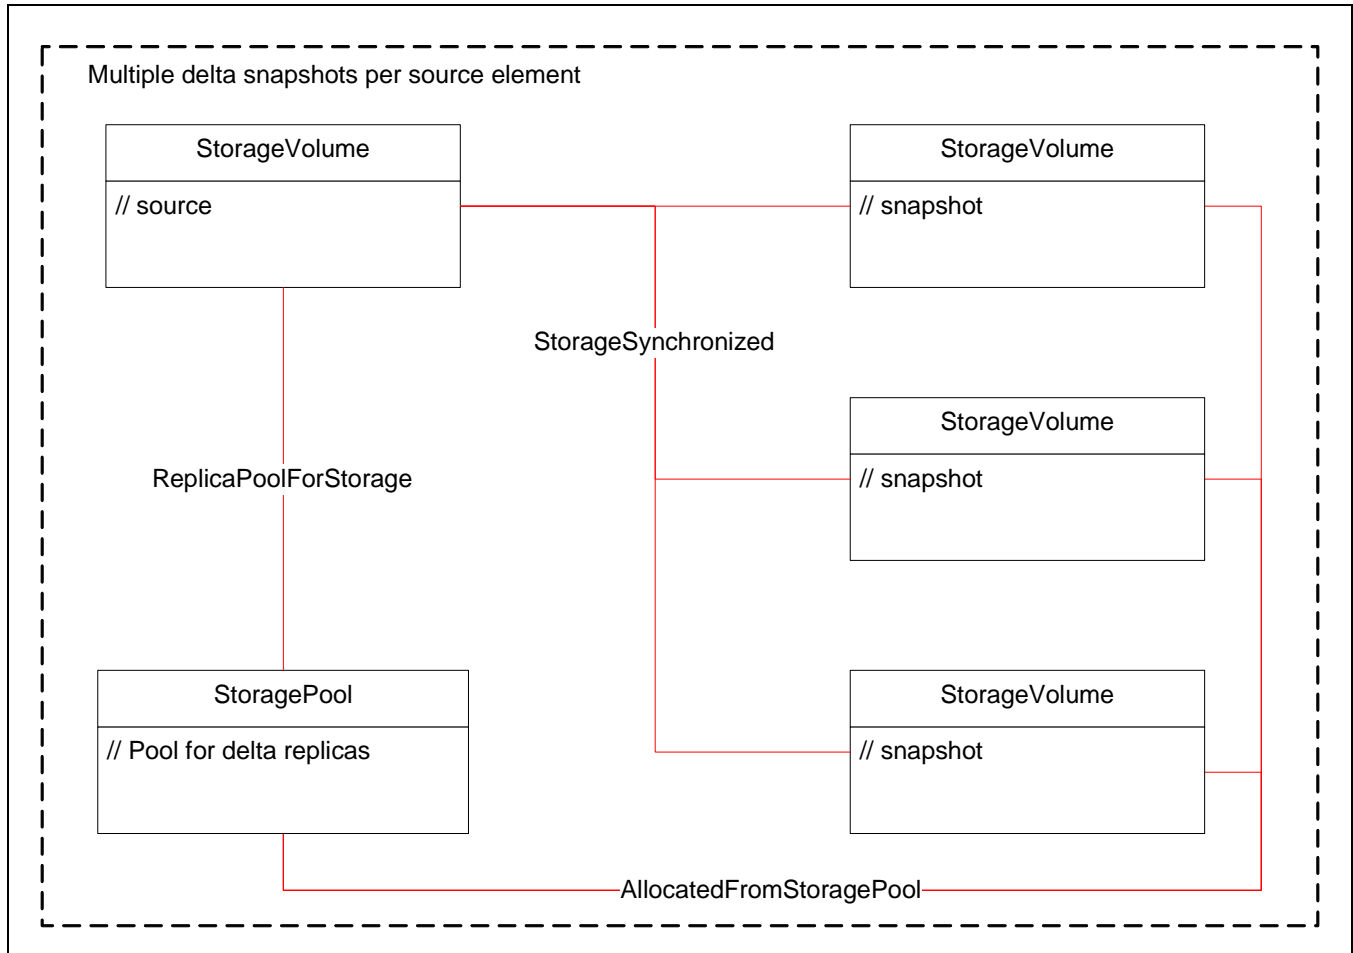 Multiple delta snapshots per source element
StorageVolume
// source
StorageVolume
// snapshot
StorageSynchronized
StorageVolume
// snapshot
ReplicaPoolForStorage
StoragePool
// Pool for delta replicas
StorageVolume
// snapshot
AllocatedFromStoragePool